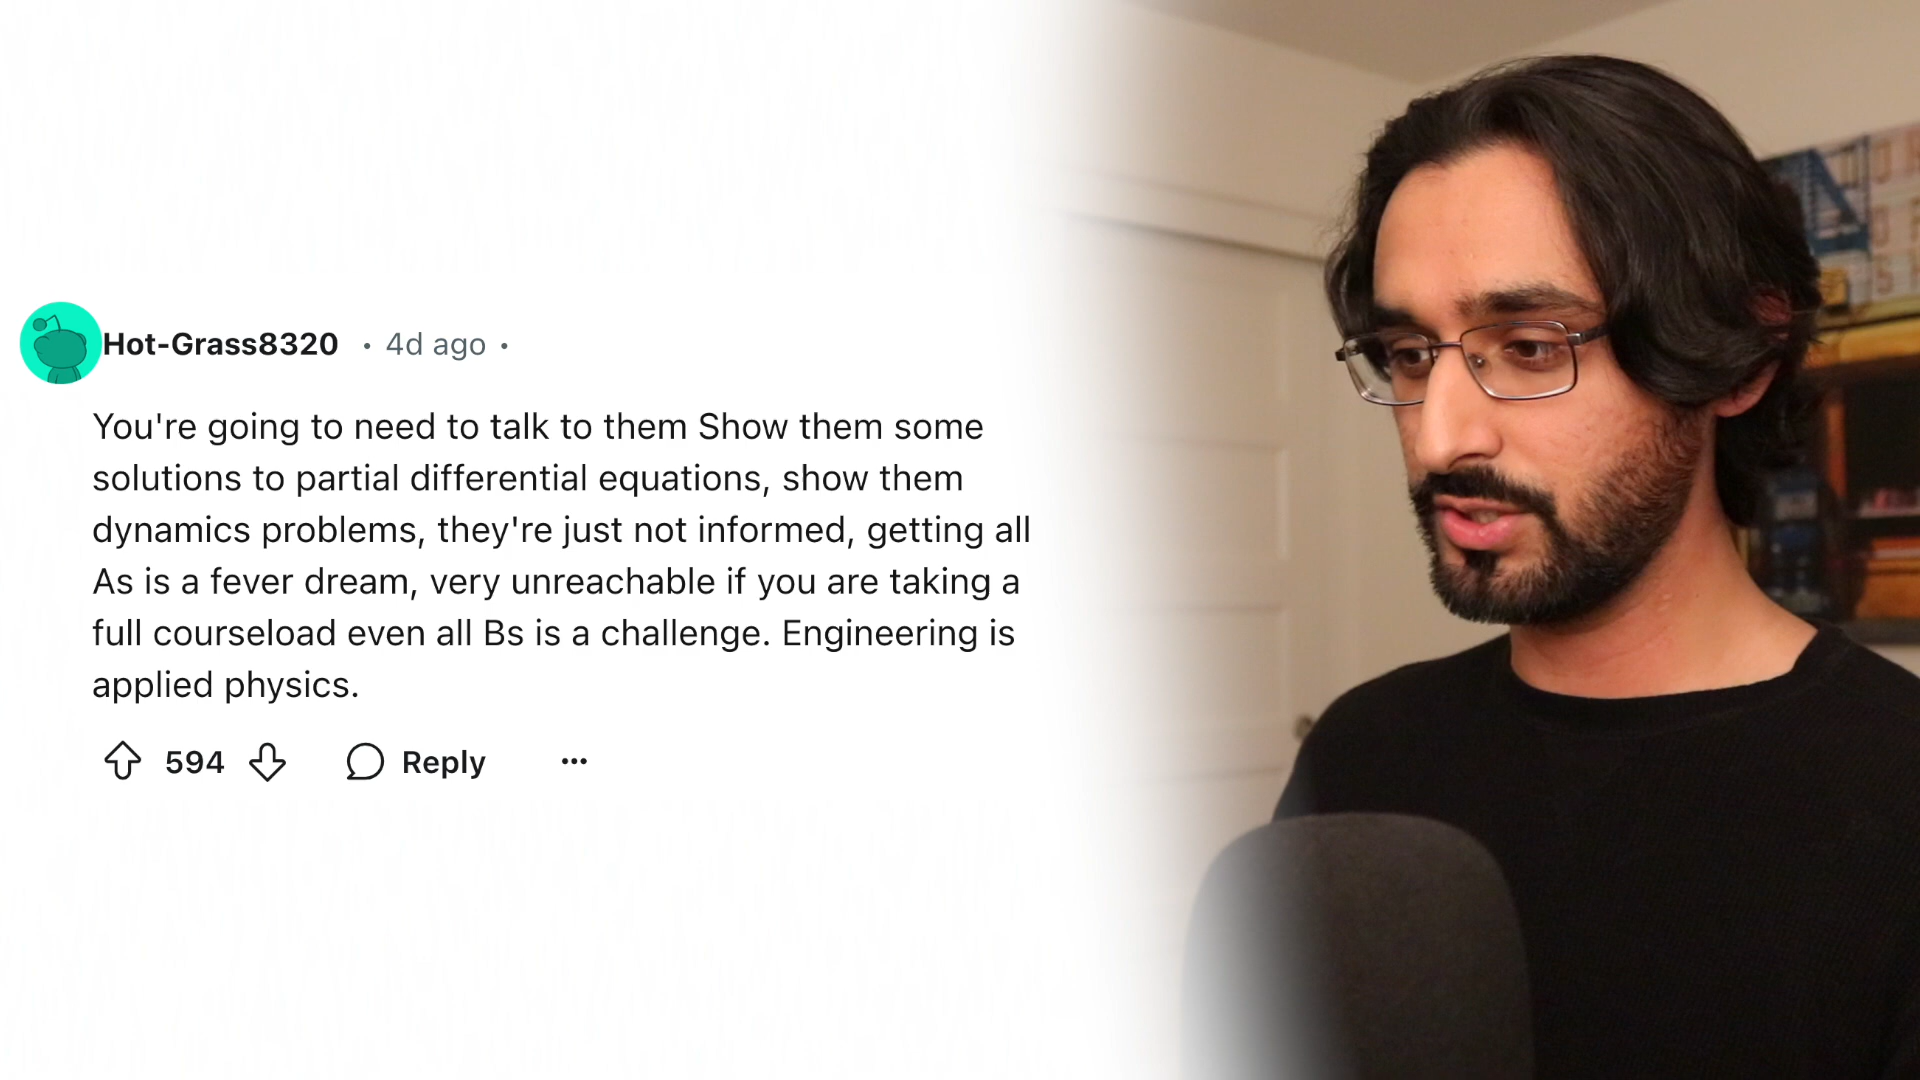 Hot-Grass8320 • 4d ago •
You're going to need to talk to them Show them some
solutions to partial differential equations, show them
dynamics problems, they're just not informed, getting all
As is a fever dream, very unreachable if you are taking a
full courseload even all Bs is a challenge. Engineering is
applied physics.
594 Reply ...